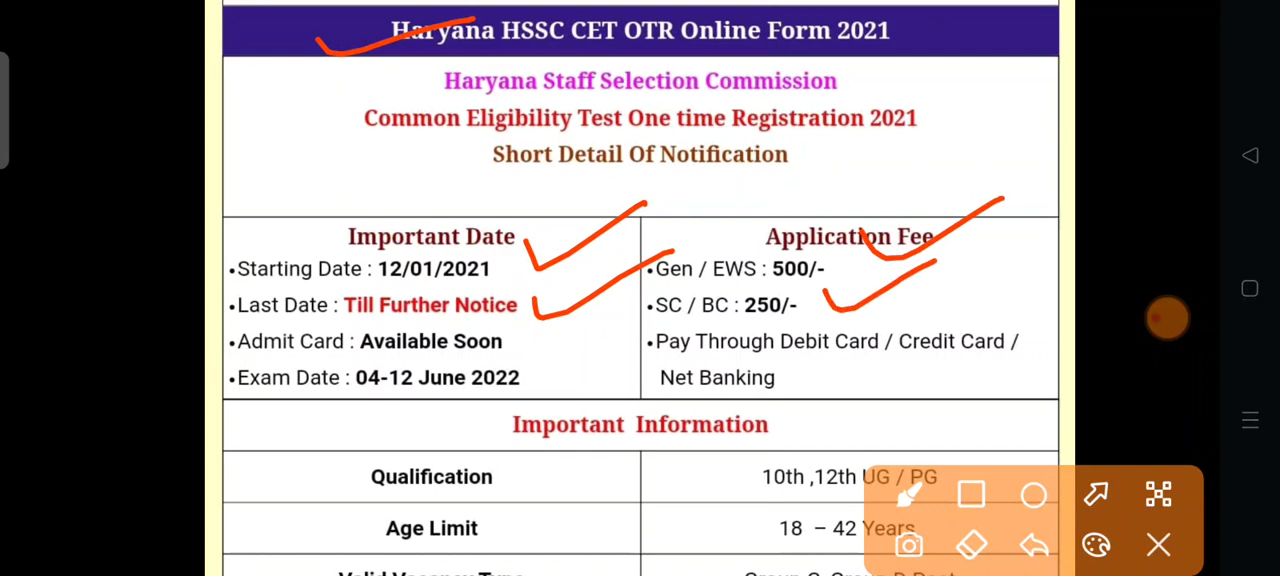 Haryana HSSC CET OTR Online Form 2021
Haryana Staff Selection Commission
Common Eligibility Test One time Registration 2021
Short Detail Of Notification
Important Date
•Starting Date : 12/01/2021
•Last Date : Till Further Notice
•Admit Card : Available Soon
•Exam Date : 04-12 June 2022
Application Fee
•Gen / EWS : 500/-
•SC / BC : 250/-
•Pay Through Debit Card / Credit Card /
Net Banking
Important Information
Qualification
10th ,12th UG / PG
Age Limit
18 – 42 Years
Valid Vacancy Type